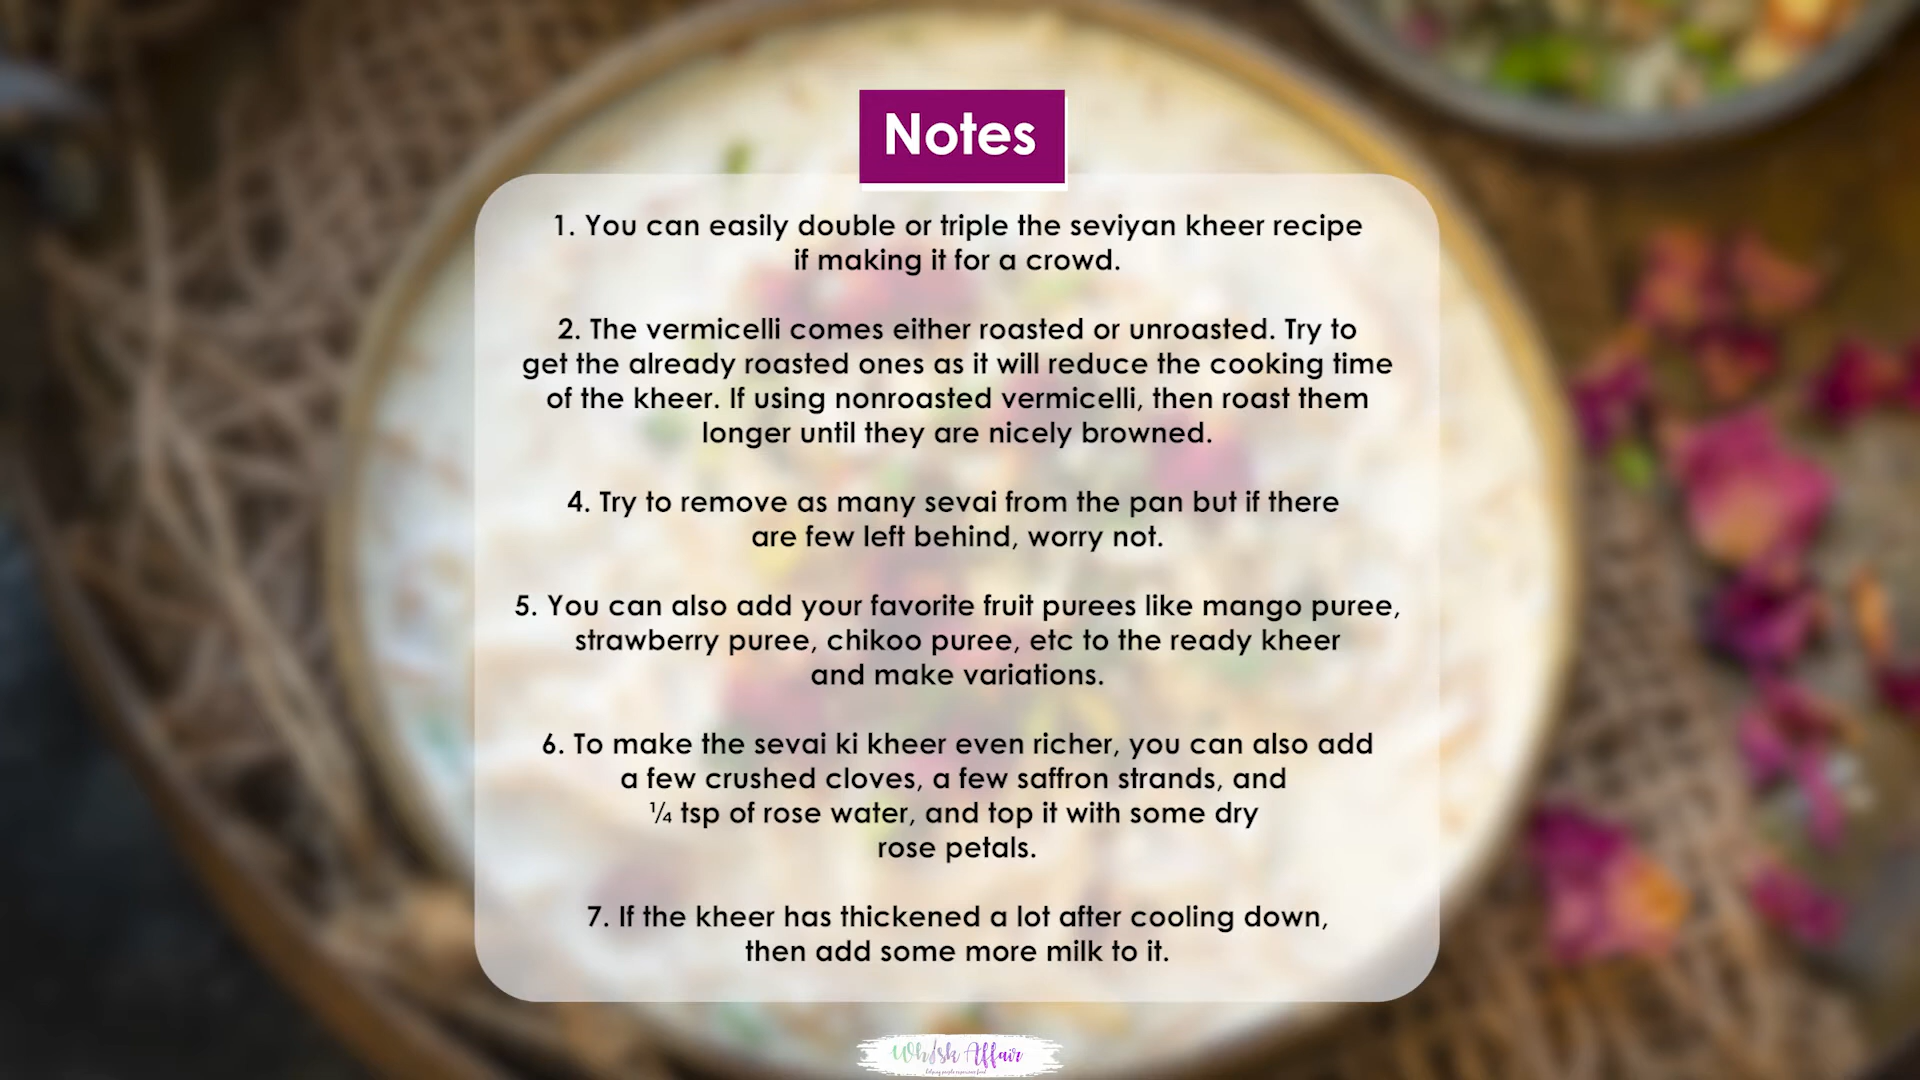 Notes
1. You can easily double or triple the seviyan kheer recipe
if making it for a crowd.
2. The vermicelli comes either roasted or unroasted. Try to
get the already roasted ones as it will reduce the cooking time
of the kheer. If using nonroasted vermicelli, then roast them
longer until they are nicely browned.
4. Try to remove as many sevai from the pan but if there
are few left behind, worry not.
5. You can also add your favorite fruit purees like mango puree,
strawberry puree, chikoo puree, etc to the ready kheer
and make variations.
6. To make the sevai ki kheer even richer, you can also add
a few crushed cloves, a few saffron strands, and
¼ tsp of rose water, and top it with some dry
rose petals.
7. If the kheer has thickened a lot after cooling down,
then add some more milk to it.
Whisk Affair